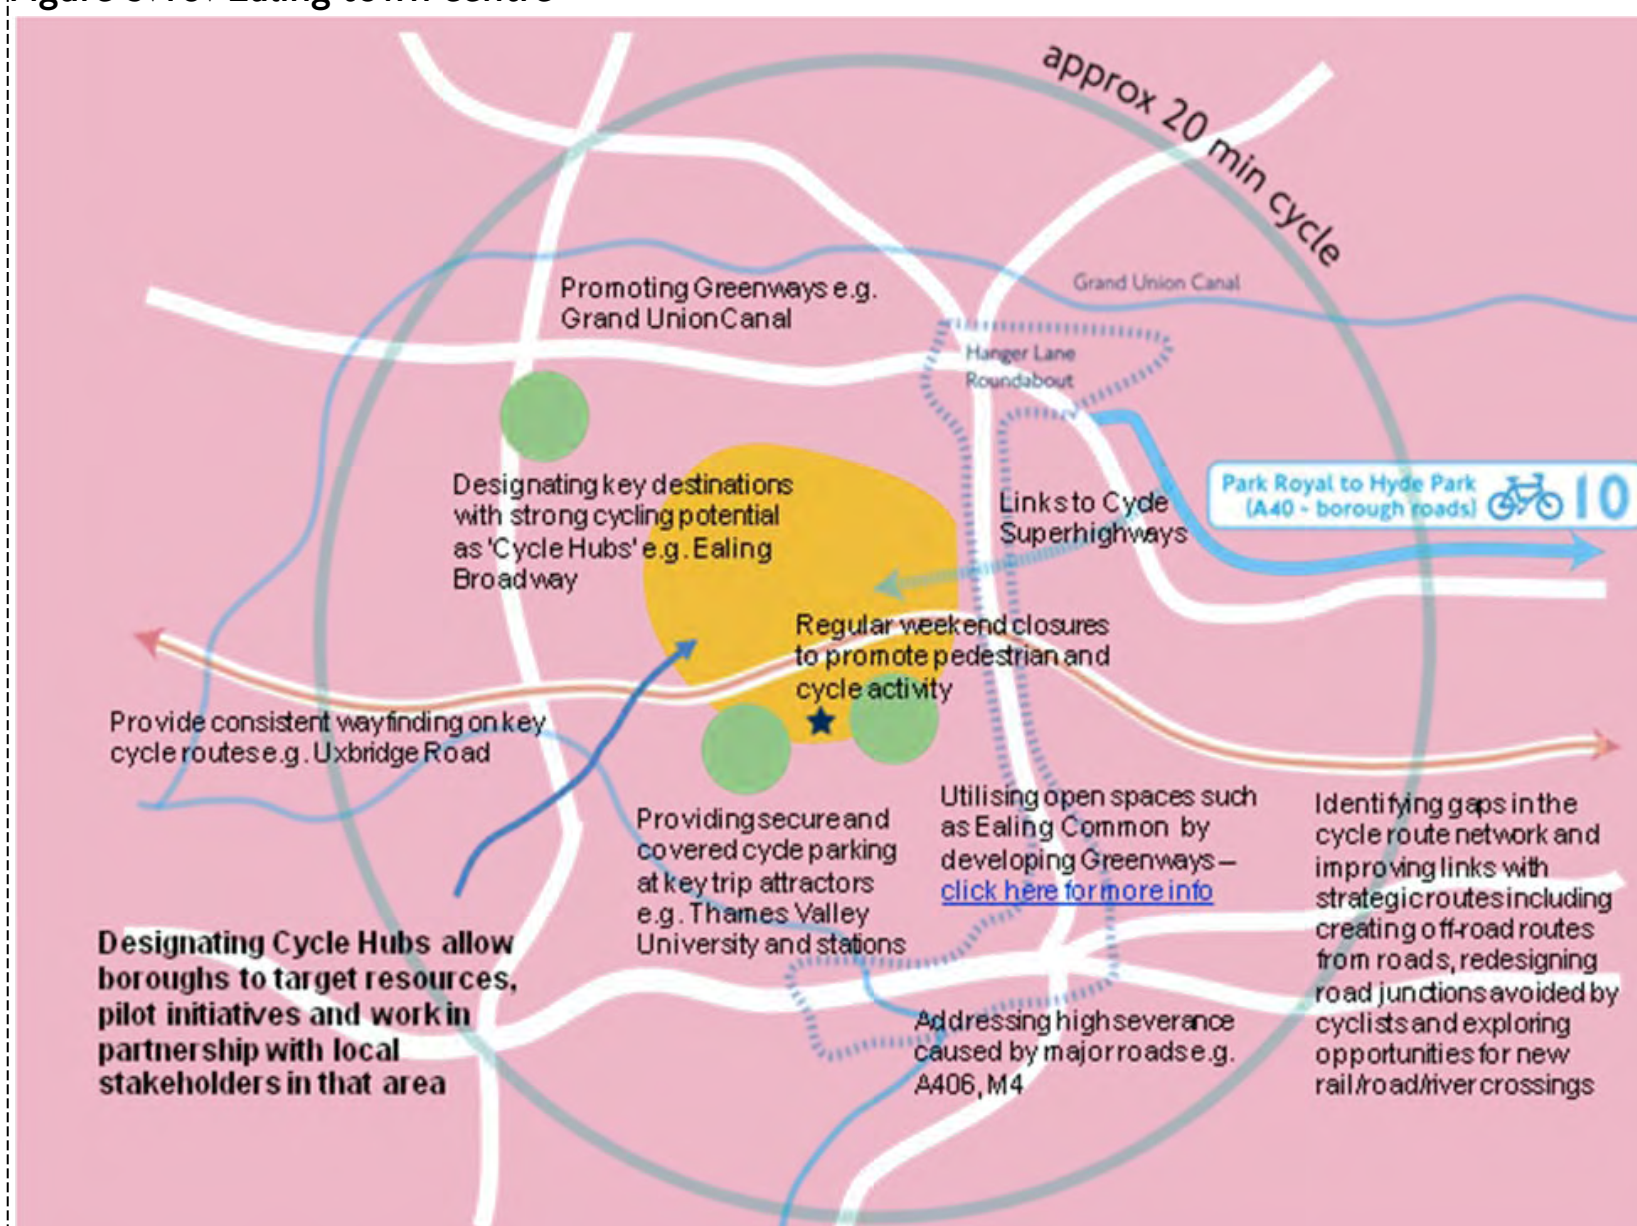 approx 20 min cycle
Grand Union Canal
Promoting Greenways e.g.
Grand Union Canal
Hanger Lane
Roundabout
Designating key destinations
with strong cycling potential
as 'Cycle Hubs' e.g. Ealing
Broadway
Links to Cycle
Superhighways
Park Royal to Hyde Park
(A40 - borough roads)
10
Regular weekend closures
to promote pedestrian and
cycle activity
Provide consistent wayfinding on key
cycle routes e.g. Uxbridge Road
Providing secure and
covered cycle parking
at key trip attractors
e.g. Thames Valley
University and stations
Utilising open spaces such
as Ealing Common by
developing Greenways –
click here for more info
Identifying gaps in the
cycle route network and
improving links with
strategic routes including
creating off-road routes
from roads, redesigning
road junctions avoided by
cyclists and exploring
opportunities for new
rail/road/river crossings
Designating Cycle Hubs allow
boroughs to target resources,
pilot initiatives and work in
partnership with local
stakeholders in that area
Addressing high severance
caused by major roads e.g.
A406, M4